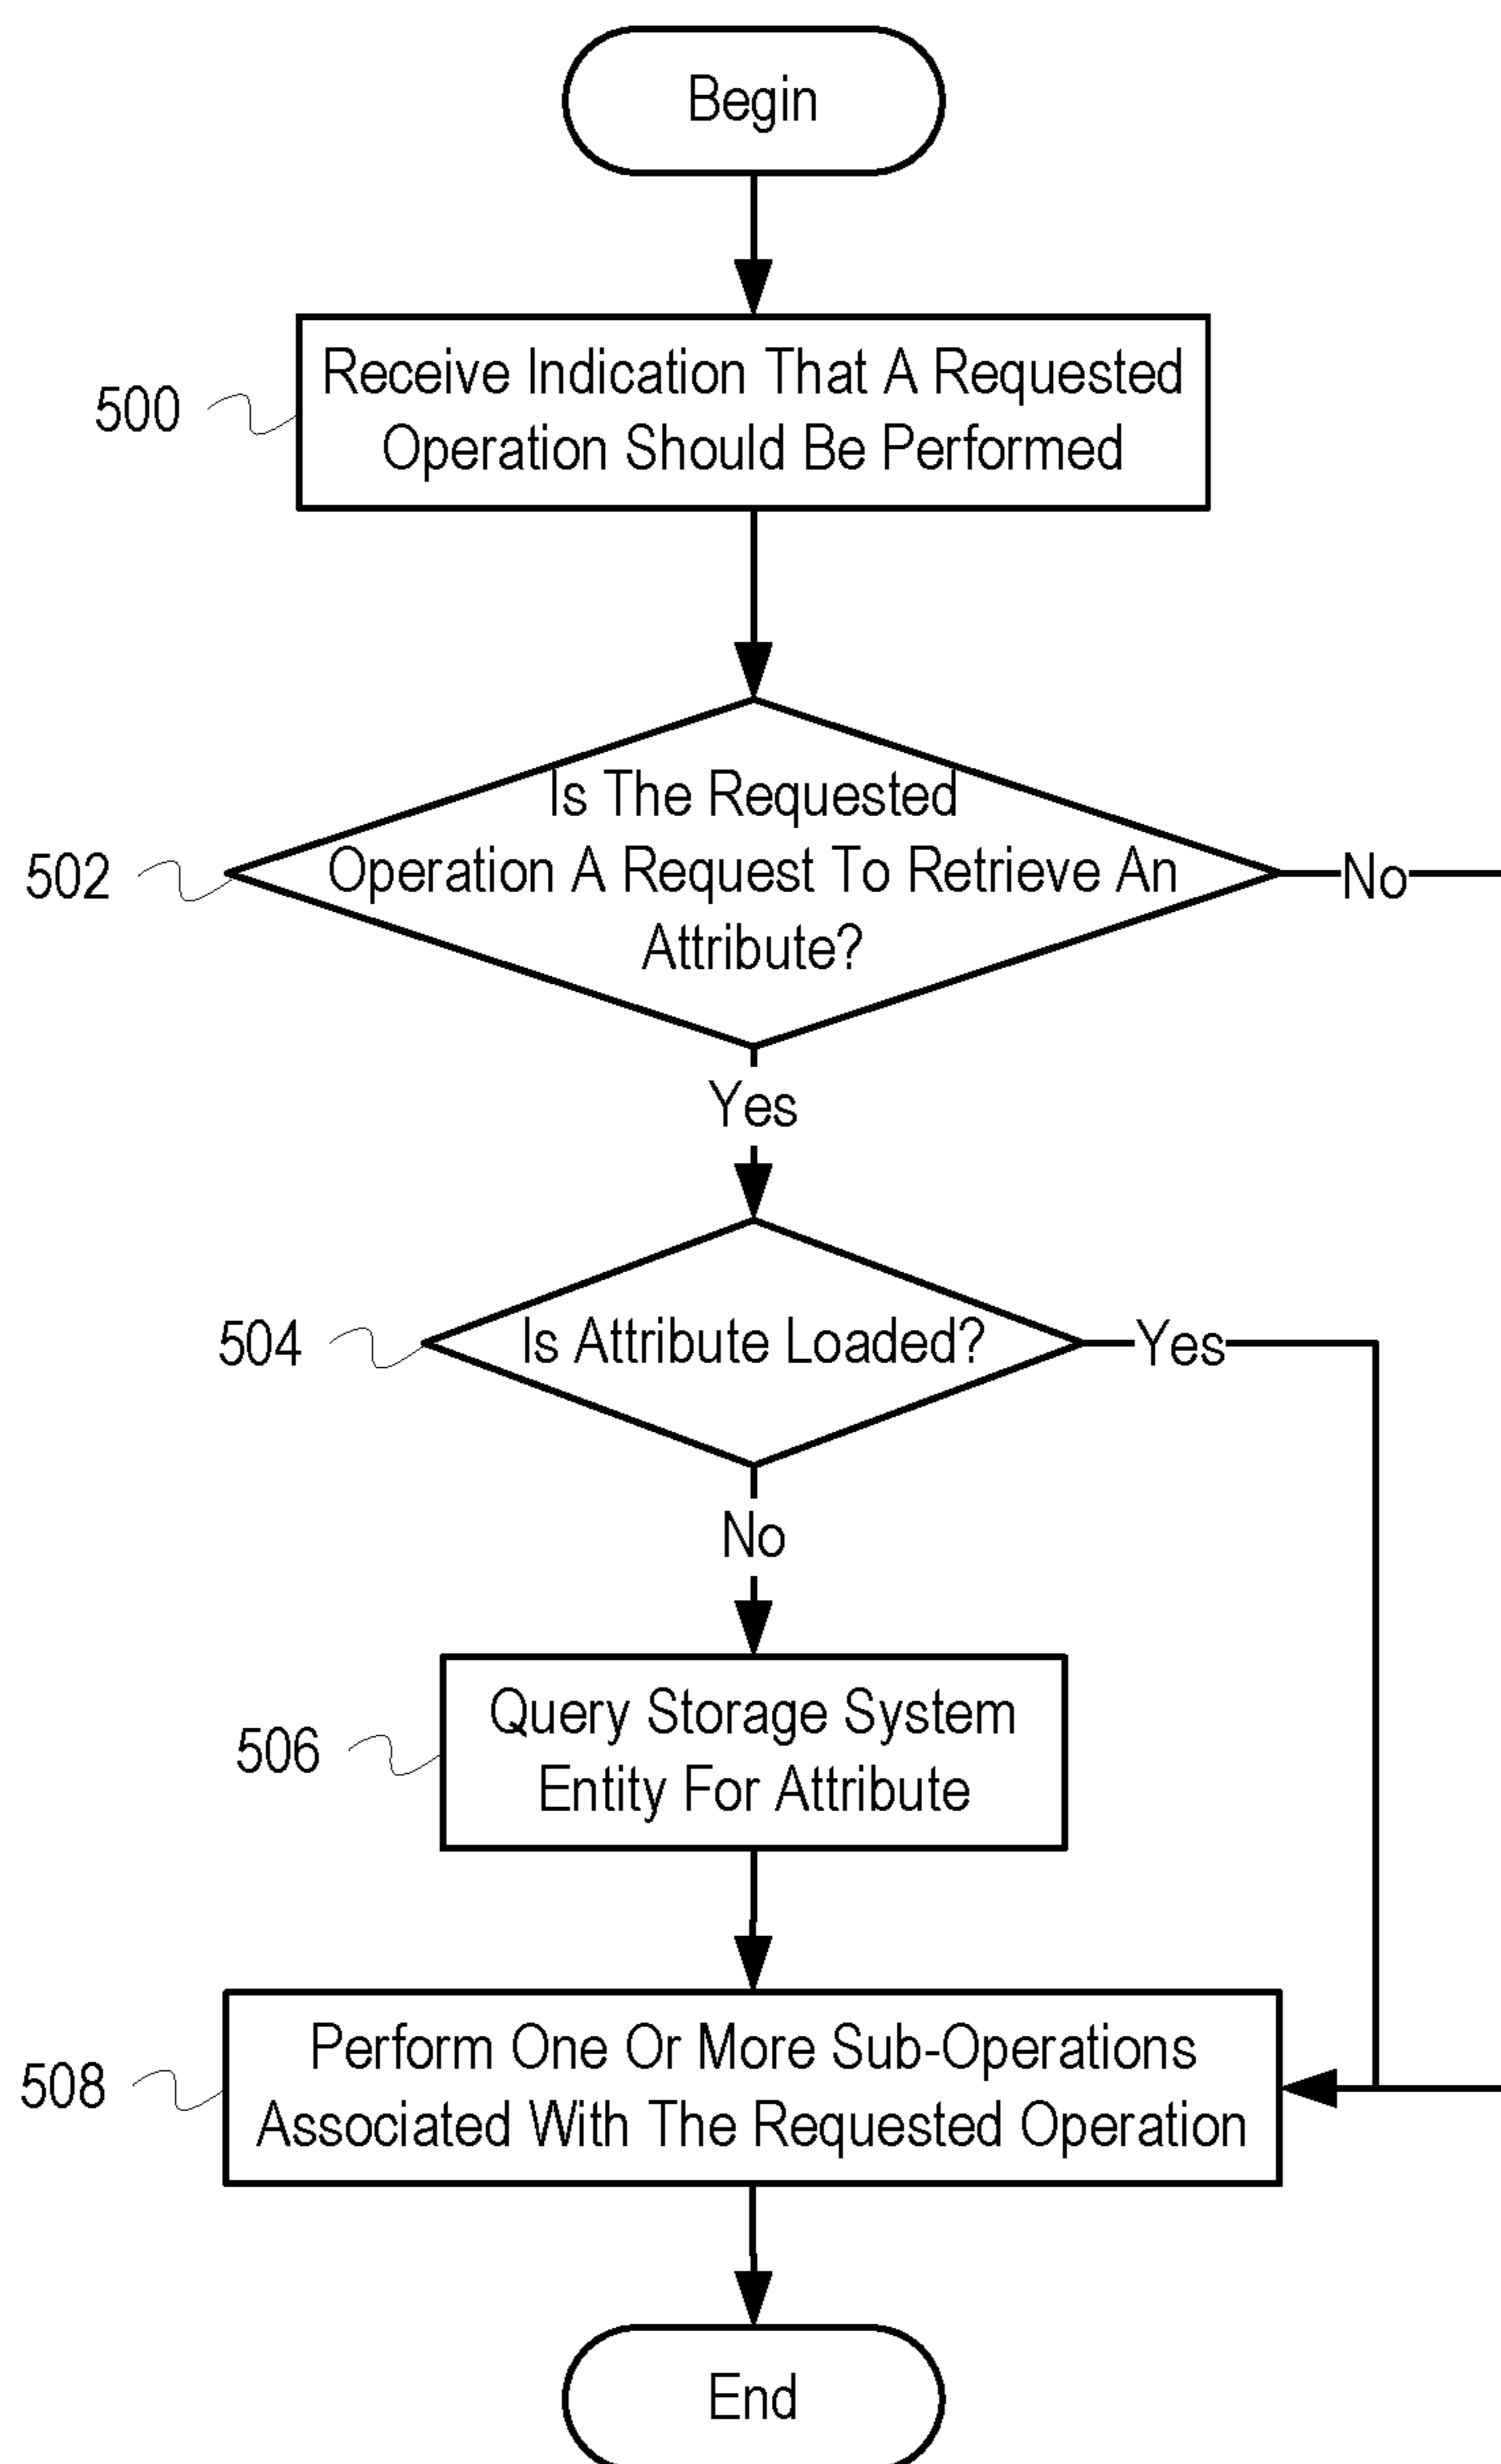 Begin
500
Receive Indication That A Requested
Operation Should Be Performed
502
Is The Requested
Operation A Request To Retrieve An
Attribute?
No
Yes
504
Is Attribute Loaded?
Yes
No
506
Query Storage System
Entity For Attribute
508
Perform One Or More Sub-Operations
Associated With The Requested Operation
End